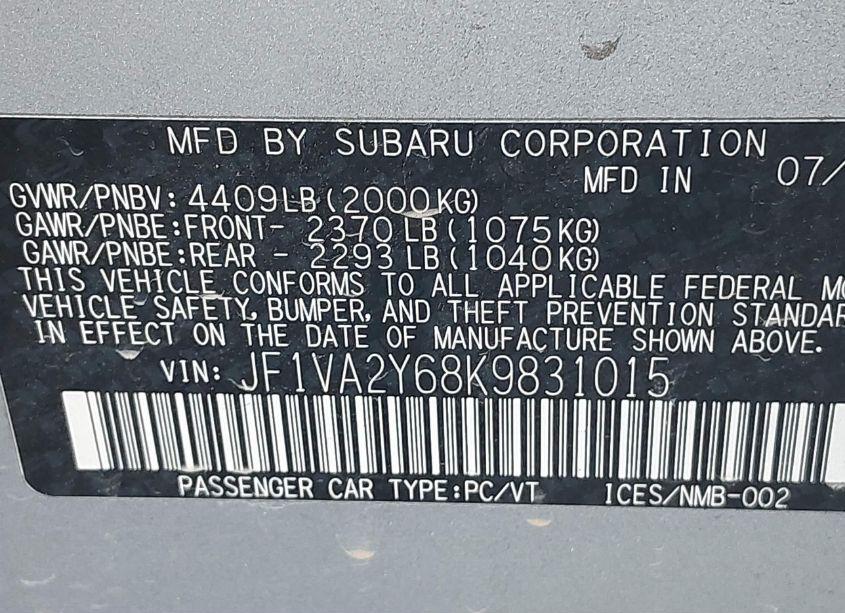 MFD BY SUBARU CORPORATION
MFD IN 07/
GVWR/PNBV: 4409LB(2000KG)
GAWR/PNBE:FRONT- 2370 LB(1075KG)
GAWR/PNBE:REAR - 2293 LB(1040KG)
THIS VEHICLE CONFORMS TO ALL APPLICABLE FEDERAL MO
VEHICLE SAFETY, BUMPER, AND THEFT PREVENTION STANDAR
IN EFFECT ON THE DATE OF MANUFACTURE SHOWN ABOVE.
VIN: JF1VA2Y68K9831015
PASSENGER CAR TYPE:PC/VT ICES/NMB-002